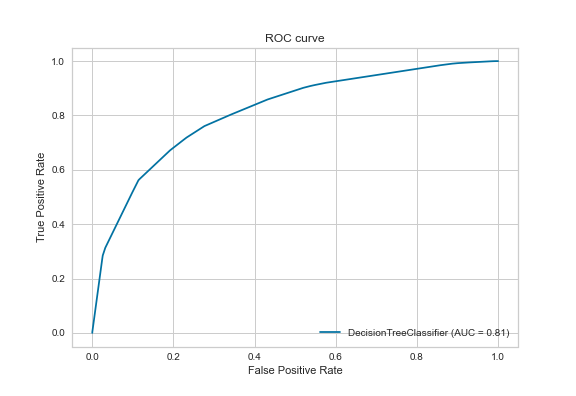 ROC curve
1.0
0.8
0.6
0.4
0.2
0.0
True Positive Rate
DecisionTreeClassifier (AUC = 0.81)
0.0 0.2 0.4 0.6 0.8 1.0
False Positive Rate